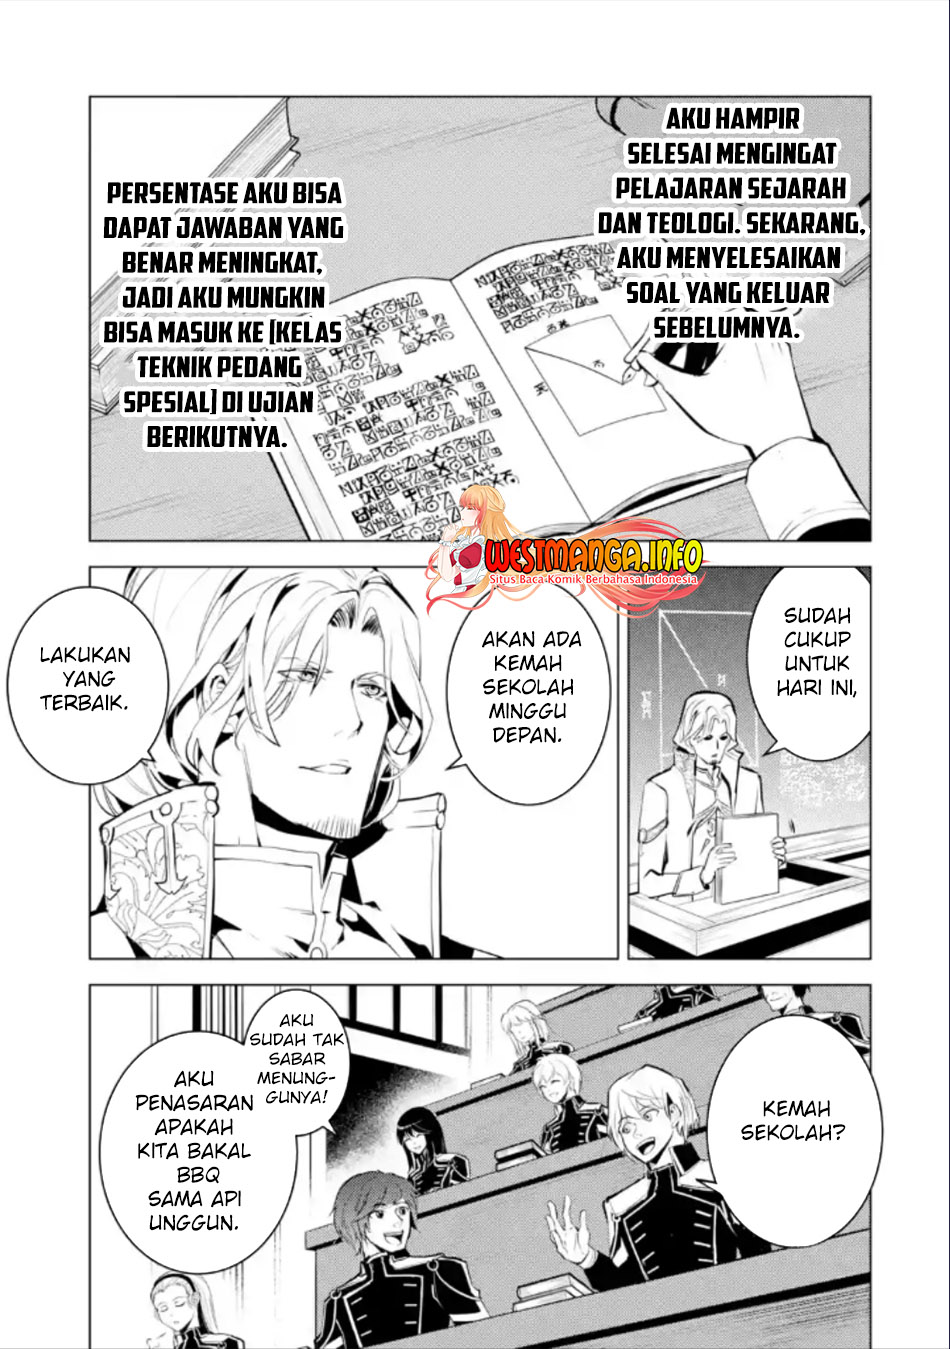 AKU HAMPIR
SELESAI MENGINGAT
PELAJARAN SEJARAH
DAN TEOLOGI. SEKARANG,
AKU MENYELESAIKAN
SOAL YANG KELUAR
SEBELUMNYA.
PERSENTASE AKU BISA
DAPAT JAWABAN YANG
BENAR MENINGKAT,
JADI AKU MUNGKIN
BISA MASUK KE [KELAS
TEKNIK PEDANG
SPESIAL] DI UJIAN
BERIKUTNYA.
WESTMANGA.INFO
Situs Baca Komik Berbahasa Indonesia
SUDAH
CUKUP
UNTUK
HARI INI,
AKAN ADA
KEMAH
SEKOLAH
MINGGU
DEPAN.
LAKUKAN
YANG
TERBAIK.
KEMAH
SEKOLAH?
AKU
SUDAH TAK
SABAR
MENUNG-
GUNYA!
AKU
PENASARAN
APAKAH
KITA BAKAL
BBQ
SAMA API
UNGGUN.